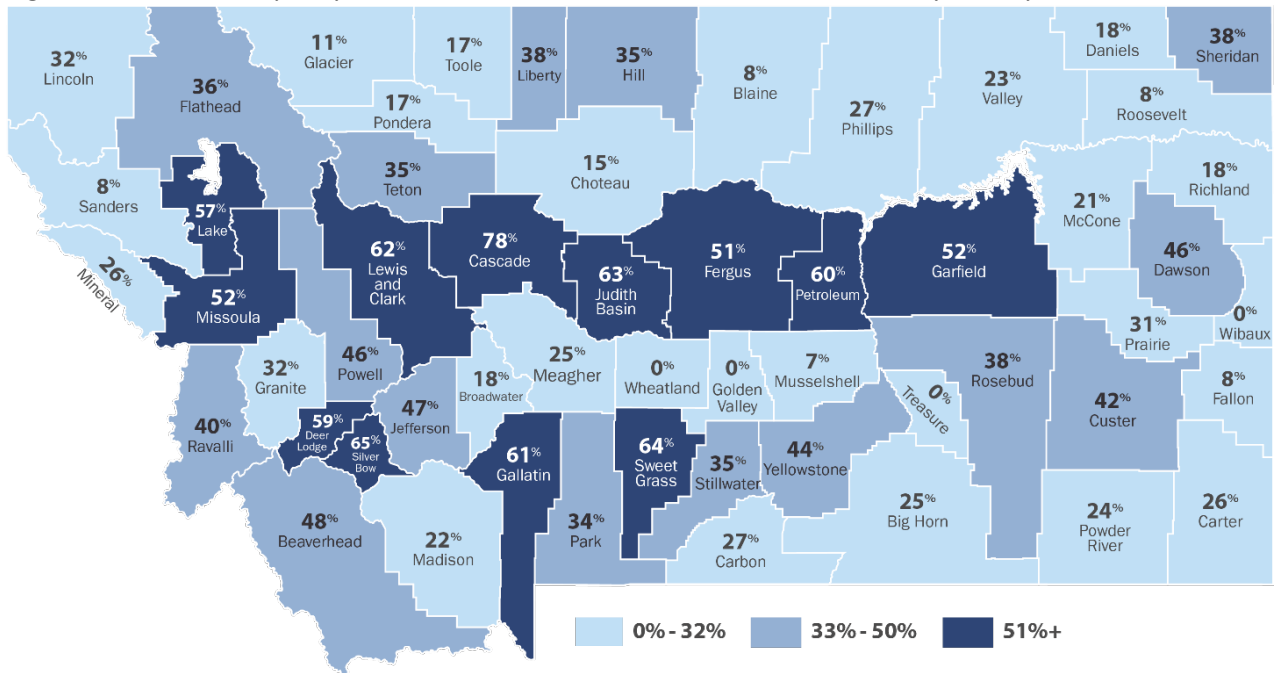 32%
Lincoln
36%
Flathead
11%
Glacier
17%
Toole
38%
Liberty
35%
Hill
8%
Blaine
27%
Phillips
23%
Valley
18%
Daniels
38%
Sheridan
8%
Roosevelt
17%
Pondera
35%
Teton
15%
Choteau
8%
Sanders
57%
Lake
26%
Mineral
52%
Missoula
62%
Lewis
and
Clark
78%
Cascade
63%
Judith
Basin
51%
Fergus
60%
Petroleum
52%
Garfield
21%
McCone
18%
Richland
46%
Dawson
0%
Wibaux
31%
Prairie
32%
Granite
46%
Powell
18%
Broadwater
25%
Meagher
0%
Wheatland
0%
Golden
Valley
7%
Musselshell
0%
Treasure
38%
Rosebud
42%
Custer
8%
Fallon
40%
Ravalli
59%
Deer
Lodge
65%
Silver
Bow
47%
Jefferson
61%
Gallatin
64%
Sweet
Grass
35%
Stillwater
44%
Yellowstone
25%
Big Horn
24%
Powder
River
26%
Carter
48%
Beaverhead
22%
Madison
34%
Park
27%
Carbon
0% - 32%
33% - 50%
51%+